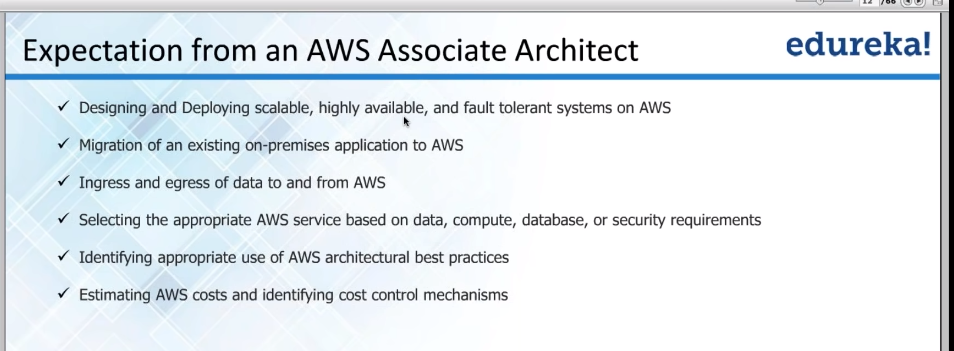 12 /66
Expectation from an AWS Associate Architect
edureka!
✓ Designing and Deploying scalable, highly available, and fault tolerant systems on AWS
✓ Migration of an existing on-premises application to AWS
✓ Ingress and egress of data to and from AWS
✓ Selecting the appropriate AWS service based on data, compute, database, or security requirements
✓ Identifying appropriate use of AWS architectural best practices
✓ Estimating AWS costs and identifying cost control mechanisms